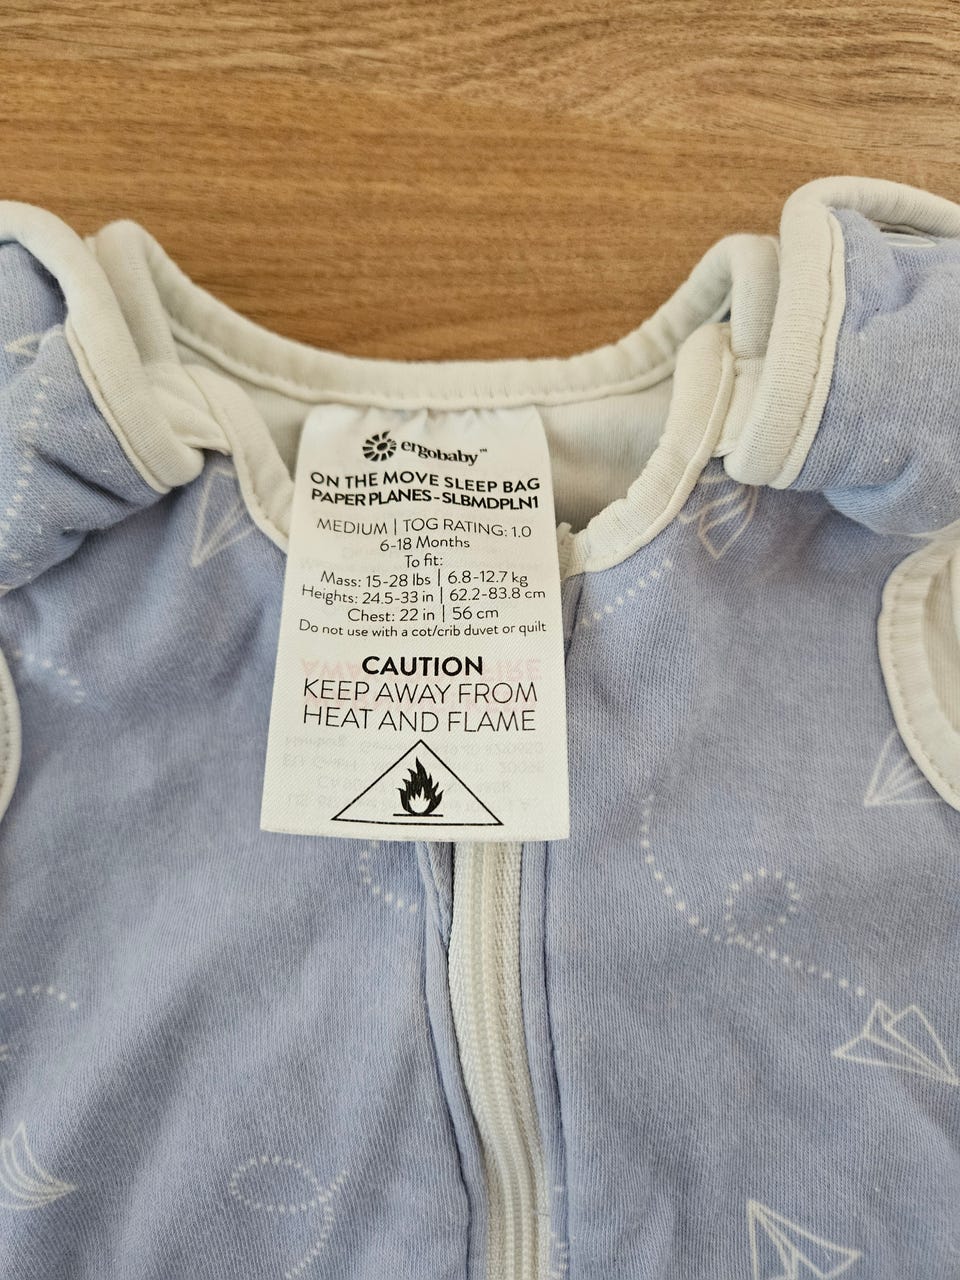 ergobaby™
ON THE MOVE SLEEP BAG
PAPER PLANES - SLBMDPLN1
MEDIUM | TOG RATING: 1.0
6-18 Months
To fit:
Mass: 15-28 lbs | 6.8-12.7 kg
Heights: 24.5-33 in | 62.2-83.8 cm
Chest: 22 in | 56 cm
Do not use with a cot/crib duvet or quilt
CAUTION
KEEP AWAY FROM
HEAT AND FLAME